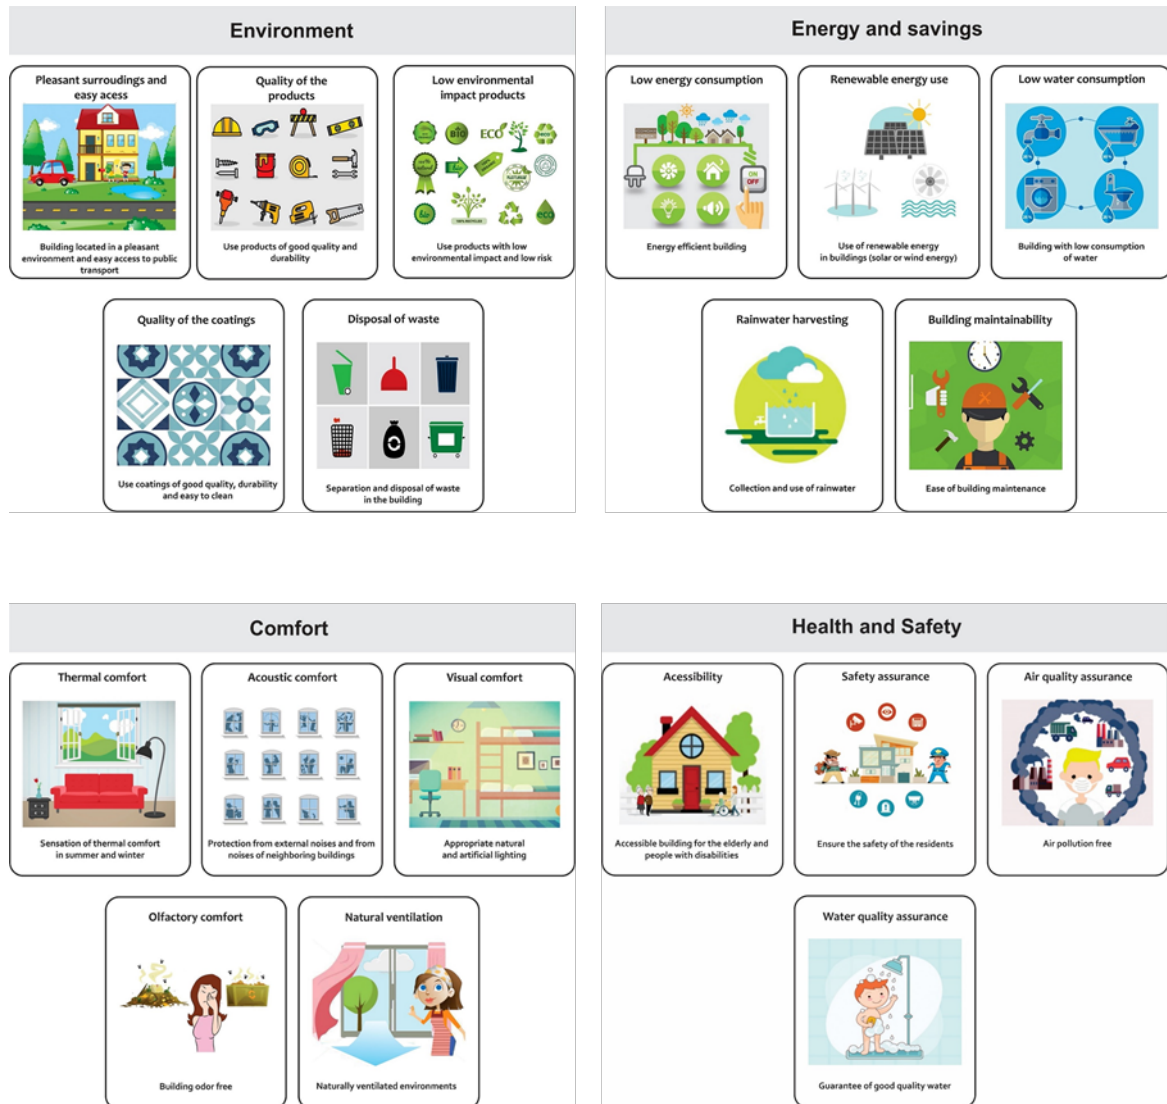 Environment
Pleasant surroudings and
easy acess
Building located in a pleasant
environment and easy access to public
transport
Quality of the
products
Use products of good quality and
durability
Low environmental
impact products
BIO
ECO
bio
bio
eco
Use products with low
environmental impact and low risk
Quality of the coatings
Use coatings of good quality, durability
and easy to clean
Disposal of waste
Separation and disposal of waste
in the building
Energy and savings
Low energy consumption
ON
OFF
Energy efficient building
Renewable energy use
Use of renewable energy
in buildings (solar or wind energy)
Low water consumption
Building with low consumption
of water
Rainwater harvesting
Collection and use of rainwater
Building maintainability
Ease of building maintenance
Comfort
Thermal comfort
Sensation of thermal comfort
in summer and winter
Acoustic comfort
Protection from external noises and from
noises of neighboring buildings
Visual comfort
Appropriate natural
and artificial lighting
Olfactory comfort
Building odor free
Natural ventilation
Naturally ventilated environments
Health and Safety
Acessibility
Accessible building for the elderly and
people with disabilities
Safety assurance
Ensure the safety of the residents
Air quality assurance
Air pollution free
Water quality assurance
Guarantee of good quality water